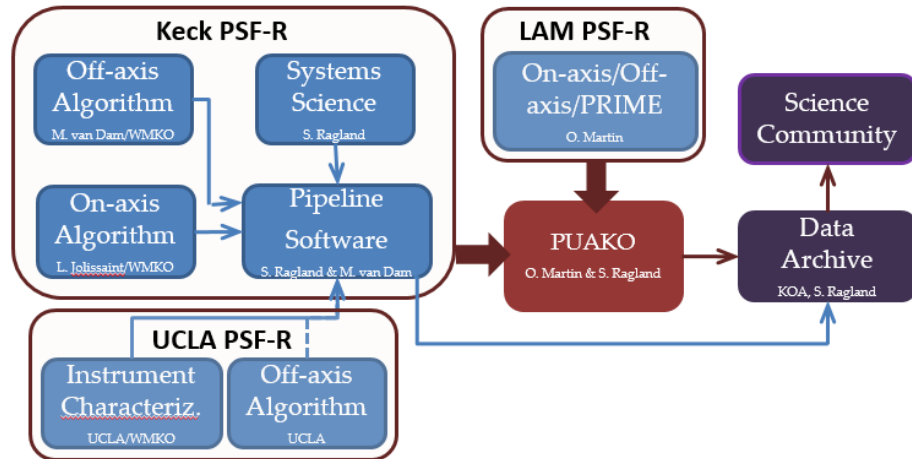 Keck PSF-R
Off-axis
Algorithm
M. van Dam/WMKO
Systems
Science
S. Ragland
On-axis
Algorithm
L. Jolissaint/WMKO
Pipeline
Software
S. Ragland & M. van Dam
LAM PSF-R
On-axis/Off-
axis/PRIME
O. Martin
PUAKO
O. Martin & S. Ragland
Science
Community
Data
Archive
KOA, S. Ragland
UCLA PSF-R
Instrument
Characteriz.
UCLA/WMKO
Off-axis
Algorithm
UCLA